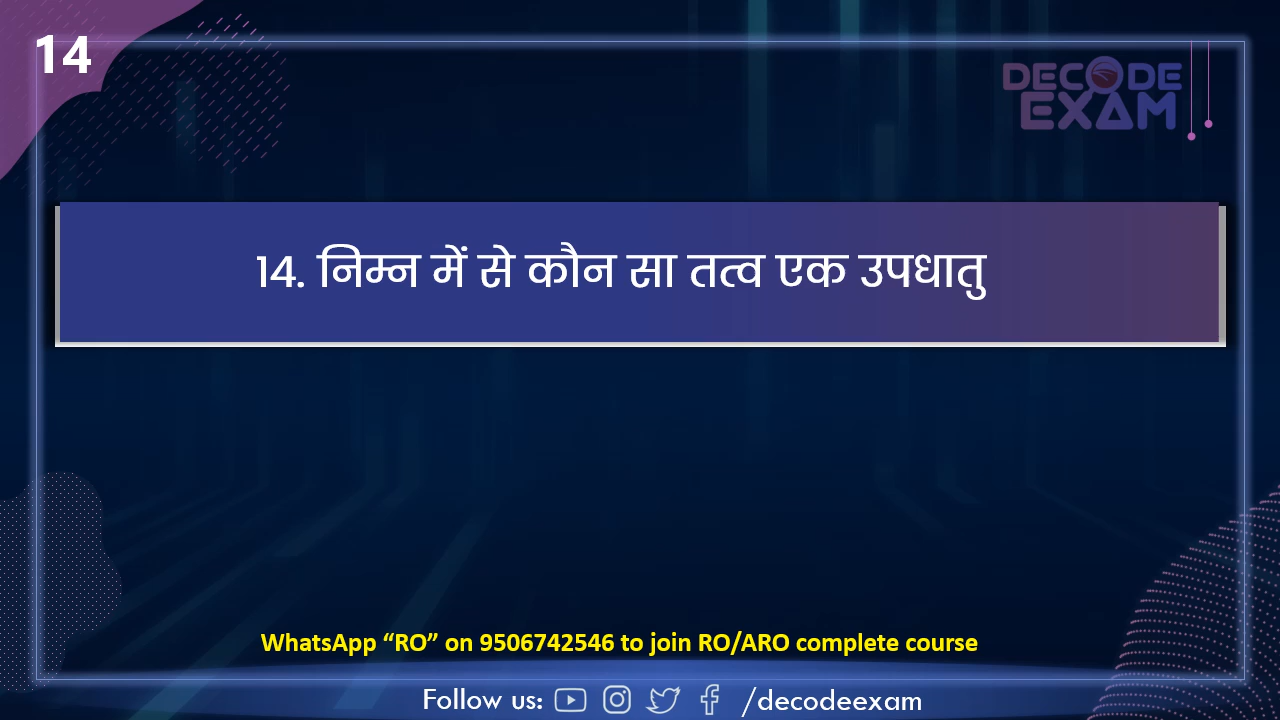 14
DECODE
EXAM
14. निम्न में से कौन सा तत्व एक उपधातु
WhatsApp “RO” on 9506742546 to join RO/ARO complete course
Follow us: /decodeexam